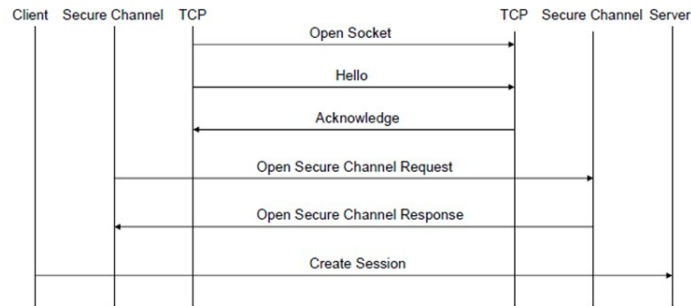 Client Secure Channel TCP TCP Secure Channel Server
Open Socket
Hello
Acknowledge
Open Secure Channel Request
Open Secure Channel Response
Create Session